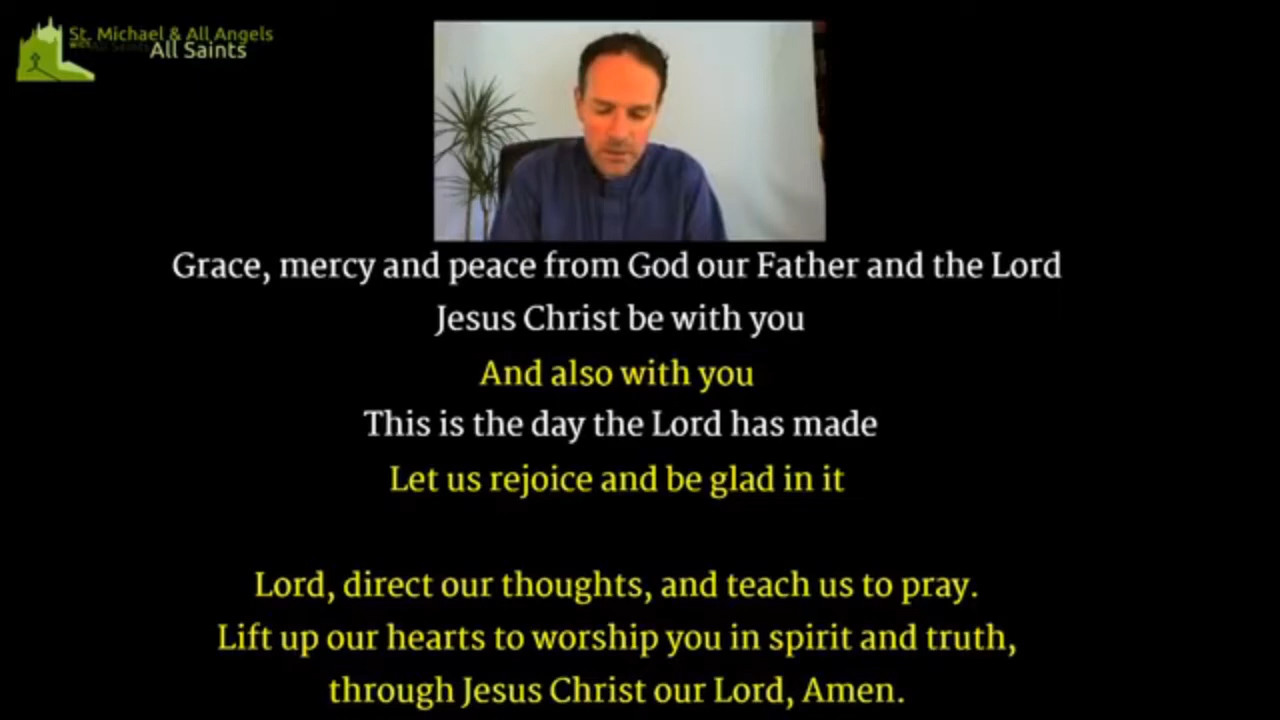 St. Michael & All Angels
with
All Saints
Grace, mercy and peace from God our Father and the Lord
Jesus Christ be with you
And also with you
This is the day the Lord has made
Let us rejoice and be glad in it
Lord, direct our thoughts, and teach us to pray.
Lift up our hearts to worship you in spirit and truth,
through Jesus Christ our Lord, Amen.